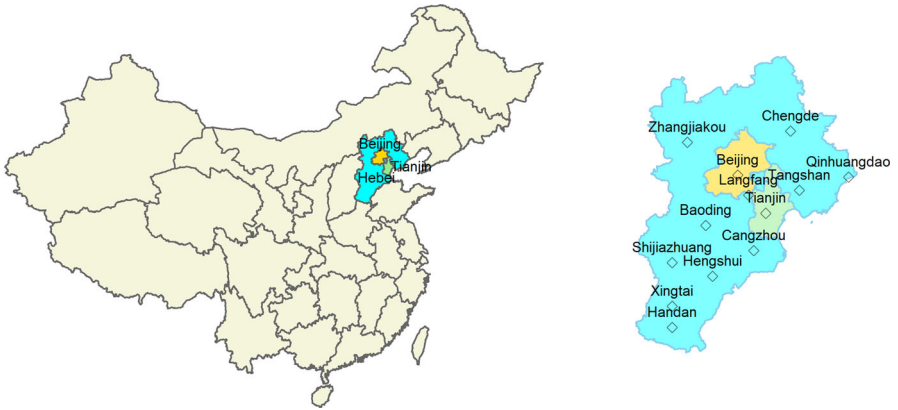 Beijing
Tianjin
Hebei
Chengde
Zhangjiakou
Beijing
Qinhuangdao
Langfang
Tangshan
Tianjin
Baoding
Cangzhou
Shijiazhuang
Hengshui
Xingtai
Handan